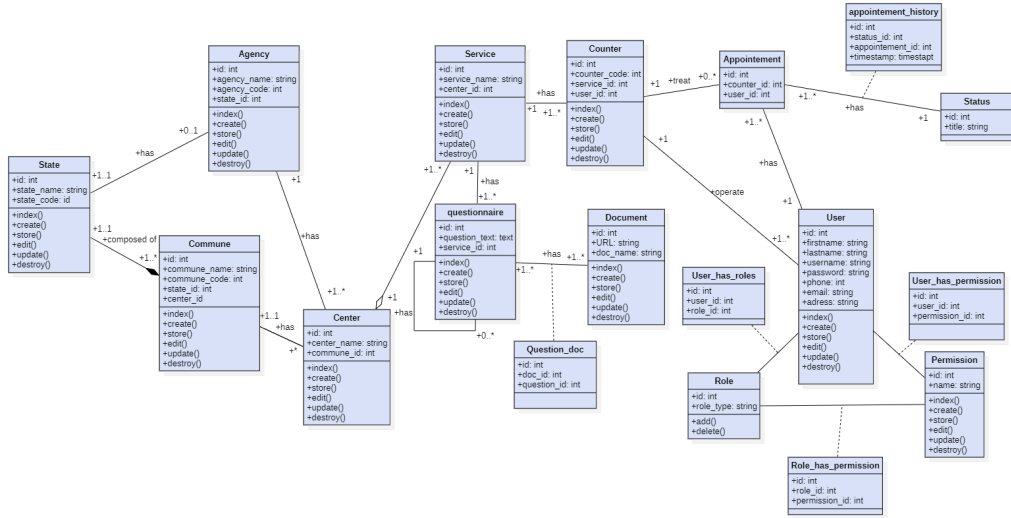 appointement_history
+id: int
+status_id: int
+appointement_id: int
+timestamp: timestapt
Agency
+id: int
+agency_name: string
+agency_code: int
+state_id: int
+index()
+create()
+store()
+edit()
+update()
+destroy()
Service
+id: int
+service_name: string
+center_id: int
+index()
+create()
+store()
+edit()
+update()
+destroy()
Counter
+id: int
+counter_code: int
+service_id: int
+user_id: int
+index()
+create()
+store()
+edit()
+update()
+destroy()
Appointement
+id: int
+counter_id: int
+user_id: int
Status
+id: int
+title: string
+has
+1
+1..*
+1
+treat
+0..*
+1..*
+has
+1
+0..1
+has
+1..1
State
+id: int
+state_name: string
+state_code: id
+index()
+create()
+store()
+edit()
+update()
+destroy()
+1..1
+composed of
+1..*
Commune
+id: int
+commune_name: string
+commune_code: int
+state_id: int
+center_id
+index()
+create()
+store()
+edit()
+update()
+destroy()
+1
+has
+1..*
+1..1
+has
+*
Center
+id: int
+center_name: string
+commune_id: int
+index()
+create()
+store()
+edit()
+update()
+destroy()
+1..*
+1
+1
+has
+1..*
questionnaire
+id: int
+question_text: text
+service_id: int
+index()
+create()
+store()
+edit()
+update()
+destroy()
+1
+has
+0..*
+1..*
+has
+1..*
Document
+id: int
+URL: string
+doc_name: string
+index()
+create()
+store()
+edit()
+update()
+destroy()
Question_doc
+id: int
+doc_id: int
+question_id: int
+1
+operate
+1..*
+1..*
+has
+1
User
+id: int
+firstname: string
+lastname: string
+username: string
+password: string
+phone: int
+email: string
+adress: string
+index()
+create()
+store()
+edit()
+update()
+destroy()
User_has_roles
+id: int
+user_id: int
+role_id: int
User_has_permission
+id: int
+user_id: int
+permission_id: int
Role
+id: int
+role_type: string
+add()
+delete()
Permission
+id: int
+name: string
+index()
+create()
+store()
+edit()
+update()
+destroy()
Role_has_permission
+id: int
+role_id: int
+permission_id: int